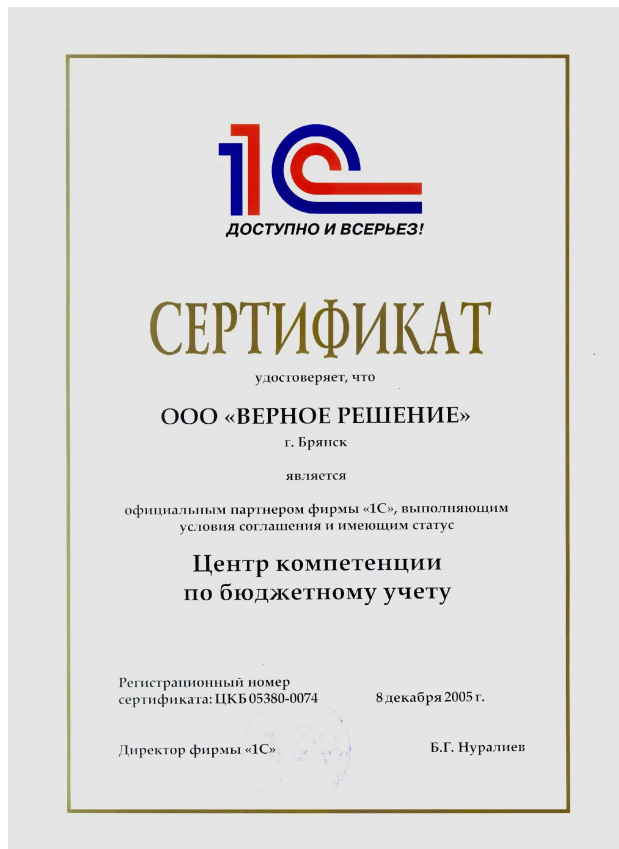 1С
ДОСТУПНО И ВСЕРЬЕЗ!
СЕРТИФИКАТ
удостоверяет, что
ООО «ВЕРНОЕ РЕШЕНИЕ»
г. Брянск
является
официальным партнером фирмы «1С», выполняющим
условия соглашения и имеющим статус
Центр компетенции
по бюджетному учету
Регистрационный номер
сертификата: ЦКБ 05380-0074 8 декабря 2005 г.
Директор фирмы «1С» Б.Г. Нуралиев